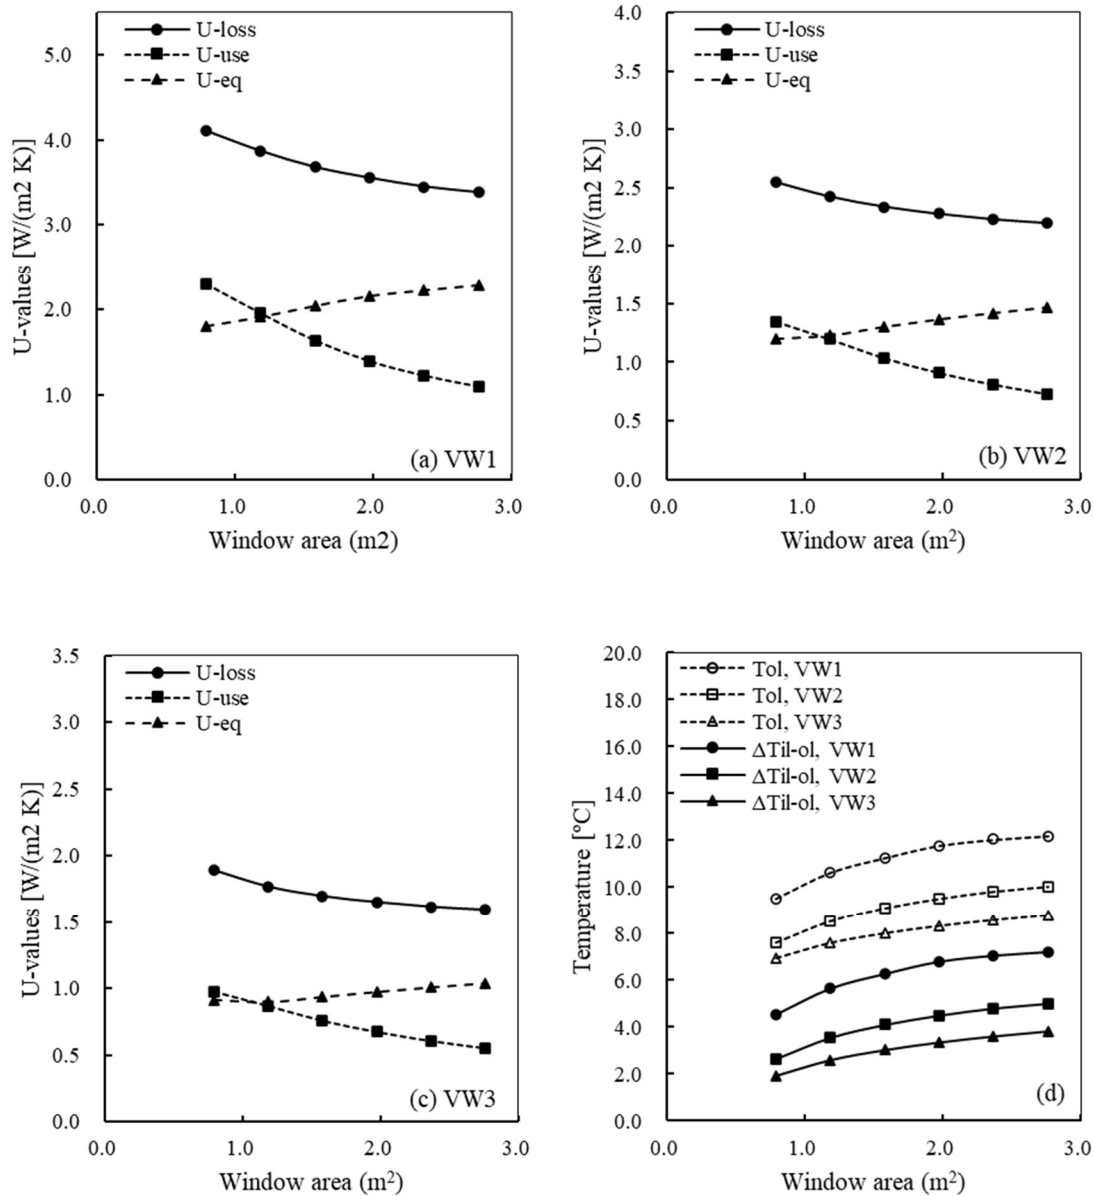 U-loss
U-use
U-eq
5.0
4.0
3.0
2.0
1.0
0.0
U-values [W/(m2 K)]
(a) VW1
0.0 1.0 2.0 3.0
Window area (m2)
U-loss
U-use
U-eq
4.0
3.5
3.0
2.5
2.0
1.5
1.0
0.5
0.0
U-values [W/(m2 K)]
(b) VW2
0.0 1.0 2.0 3.0
Window area (m²)
U-loss
U-use
U-eq
3.5
3.0
2.5
2.0
1.5
1.0
0.5
0.0
U-values [W/(m2 K)]
(c) VW3
0.0 1.0 2.0 3.0
Window area (m²)
Tol, VW1
Tol, VW2
Tol, VW3
ΔTil-ol, VW1
ΔTil-ol, VW2
ΔTil-ol, VW3
20.0
18.0
16.0
14.0
12.0
10.0
8.0
6.0
4.0
2.0
0.0
Temperature [ºC]
(d)
0.0 1.0 2.0 3.0
Window area (m²)